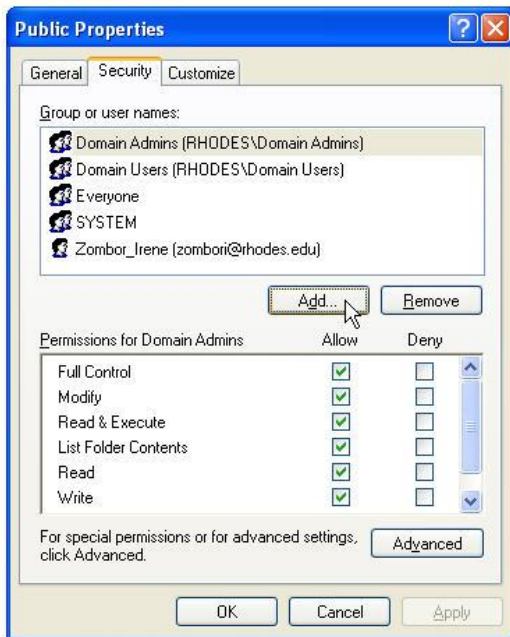 Public Properties
General Security Customize
Group or user names:
Domain Admins (RHODES\Domain Admins)
Domain Users (RHODES\Domain Users)
Everyone
SYSTEM
Zombor_Irene (zombori@rhodes.edu)
Add... Remove
Permissions for Domain Admins Allow Deny
Full Control
Modify
Read & Execute
List Folder Contents
Read
Write
For special permissions or for advanced settings,
click Advanced.
Advanced
OK Cancel Apply